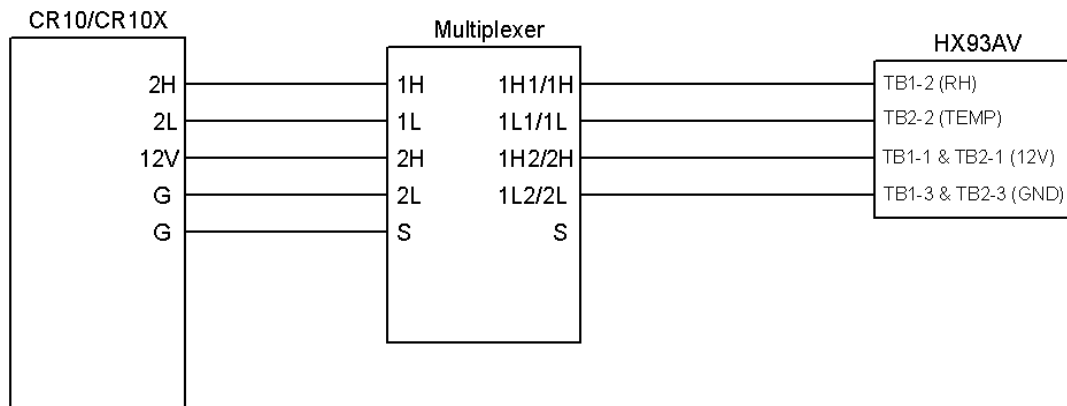 CR10/CR10X
Multiplexer
HX93AV
2H
1H
1H1/1H
TB1-2 (RH)
2L
1L
1L1/1L
TB2-2 (TEMP)
12V
2H
1H2/2H
TB1-1 & TB2-1 (12V)
G
2L
1L2/2L
TB1-3 & TB2-3 (GND)
G
S
S